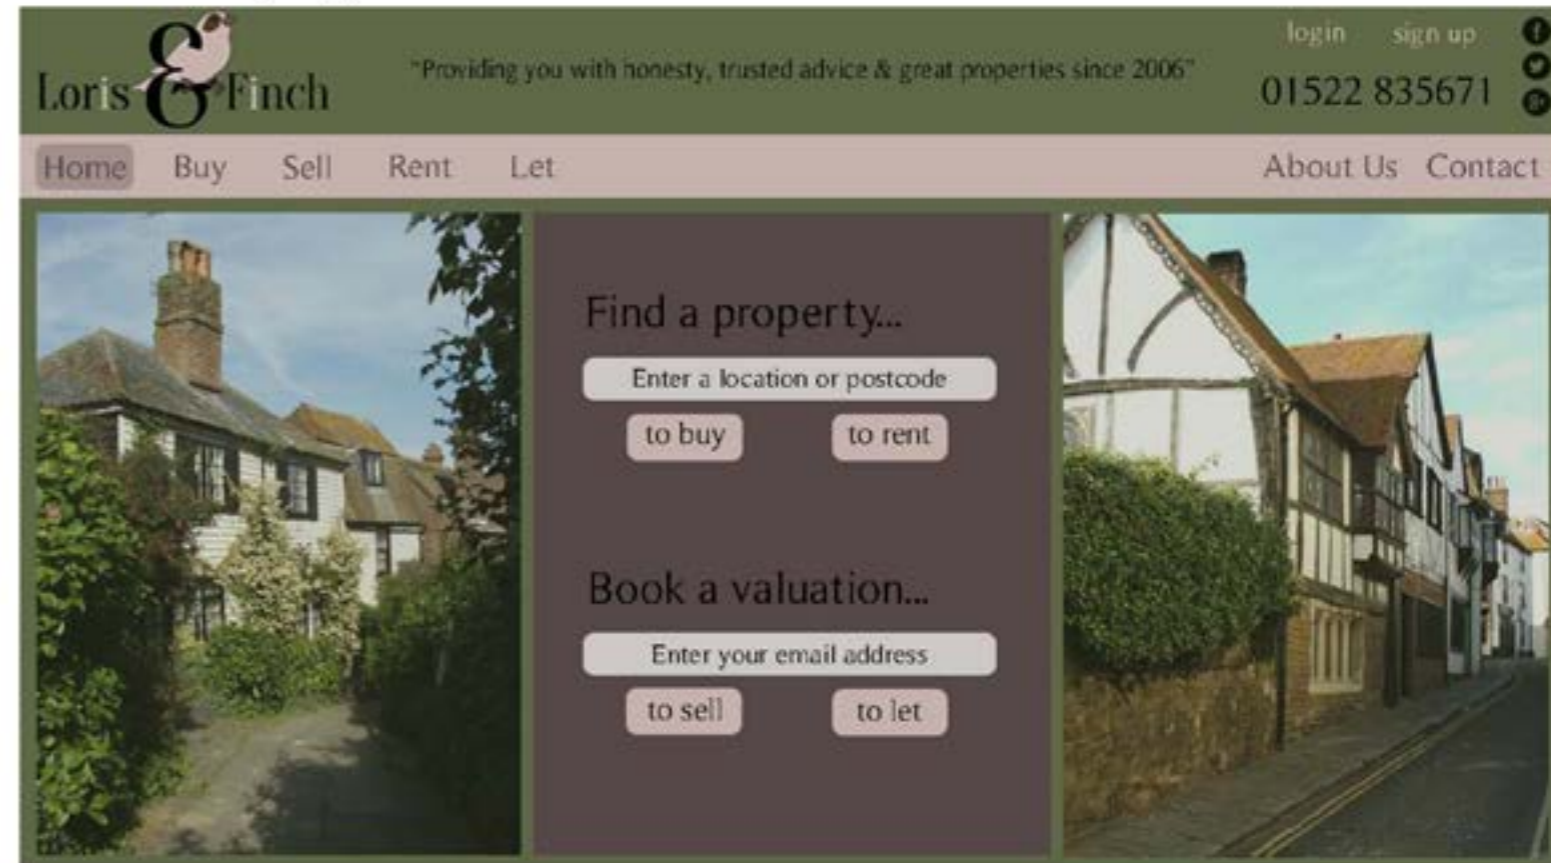 Loris & Finch
"Providing you with honesty, trusted advice & great properties since 2006"
login sign up
01522 835671
Home Buy Sell Rent Let About Us Contact
Find a property...
Enter a location or postcode
to buy to rent
Book a valuation...
Enter your email address
to sell to let